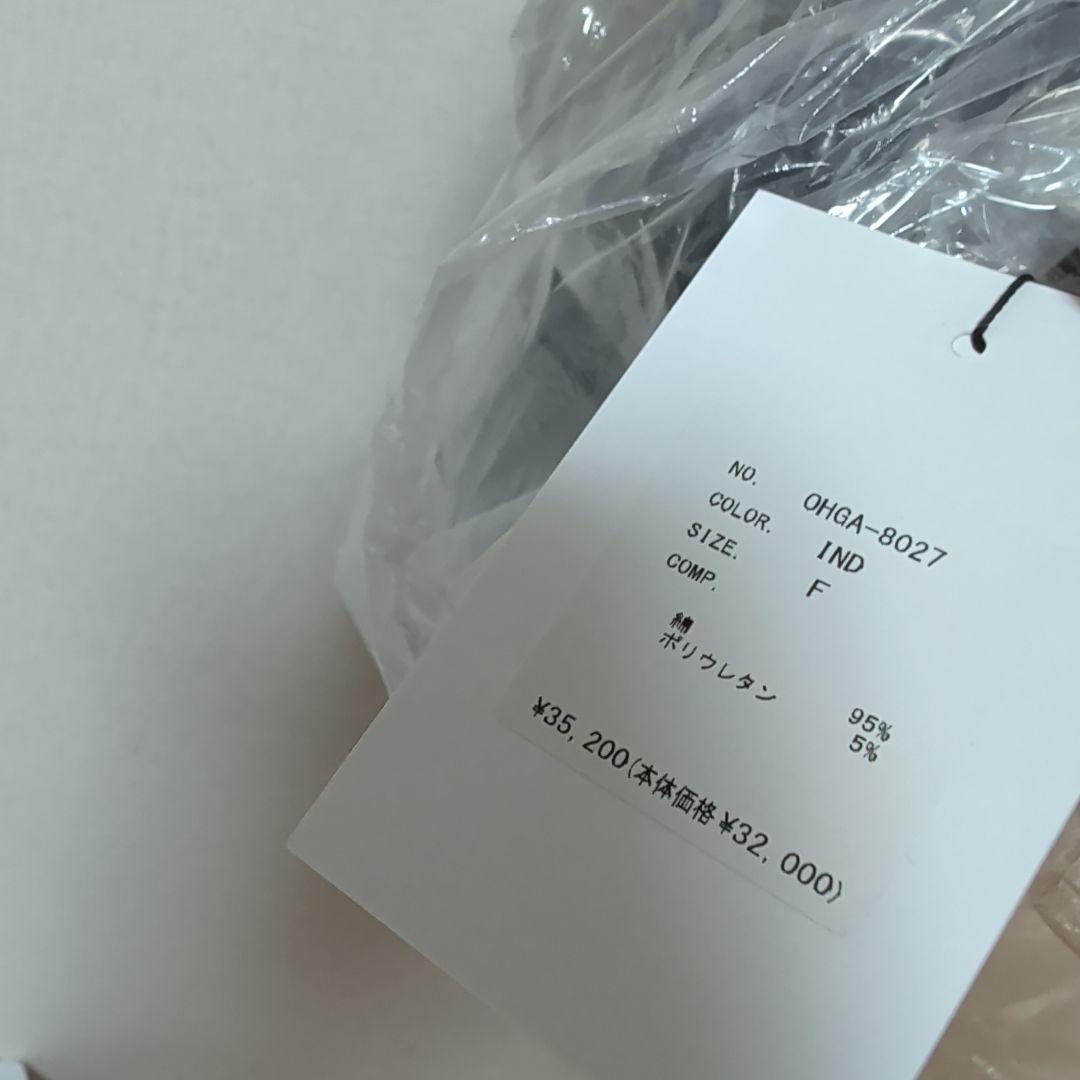 NO. OHGA-8027
COLOR. IND
SIZE. F
COMP.
綿 95%
ポリウレタン 5%
¥35,200(本体価格¥32,000)